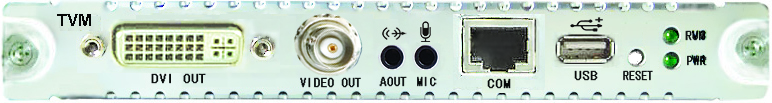 TVM
DVI OUT
VIDEO OUT
AOUT
MIC
COM
USB
RESET
PWR